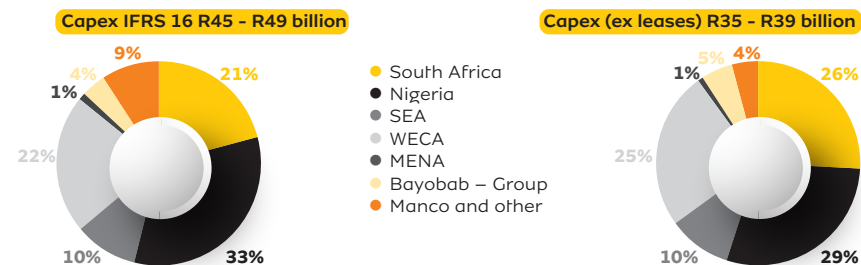 Capex IFRS 16 R45 – R49 billion
9%
4%
1%
21%
22%
10%
33%
South Africa
Nigeria
SEA
WECA
MENA
Bayobab – Group
Manco and other
Capex (ex leases) R35 – R39 billion
5%
4%
1%
26%
25%
10%
29%